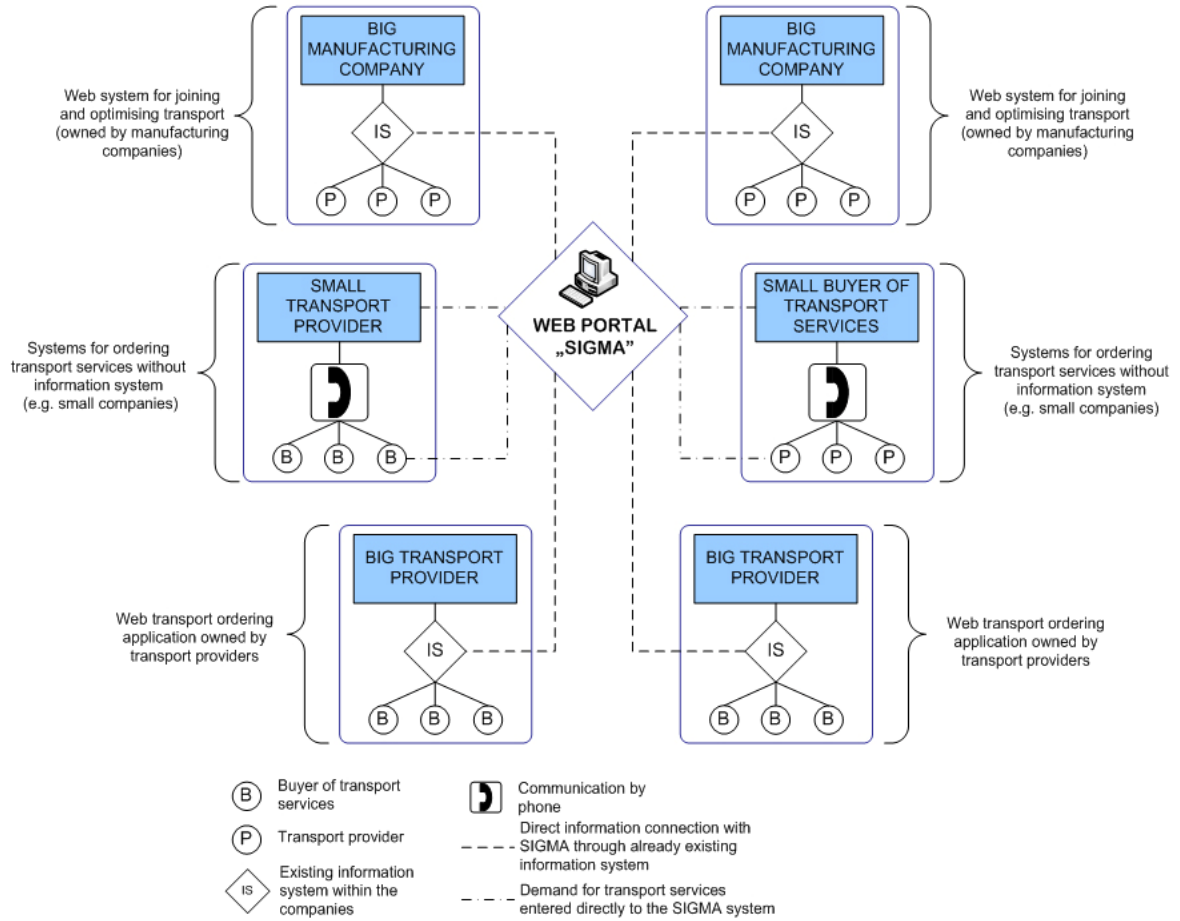 BIG
MANUFACTURING
COMPANY
Web system for joining
and optimising transport
(owned by manufacturing
companies)
IS
P P P
BIG
MANUFACTURING
COMPANY
Web system for joining
and optimising transport
(owned by manufacturing
companies)
IS
P P P
WEB PORTAL
„SIGMA”
SMALL
TRANSPORT
PROVIDER
Systems for ordering
transport services without
information system
(e.g. small companies)
B B B
SMALL BUYER OF
TRANSPORT
SERVICES
Systems for ordering
transport services without
information system
(e.g. small companies)
P P P
BIG TRANSPORT
PROVIDER
Web transport ordering
application owned by
transport providers
IS
B B B
BIG TRANSPORT
PROVIDER
Web transport ordering
application owned by
transport providers
IS
B B B
B
Buyer of transport
services
P
Transport provider
IS
Existing information
system within the
companies
Communication by
phone
Direct information connection with
SIGMA through already existing
information system
Demand for transport services
entered directly to the SIGMA system